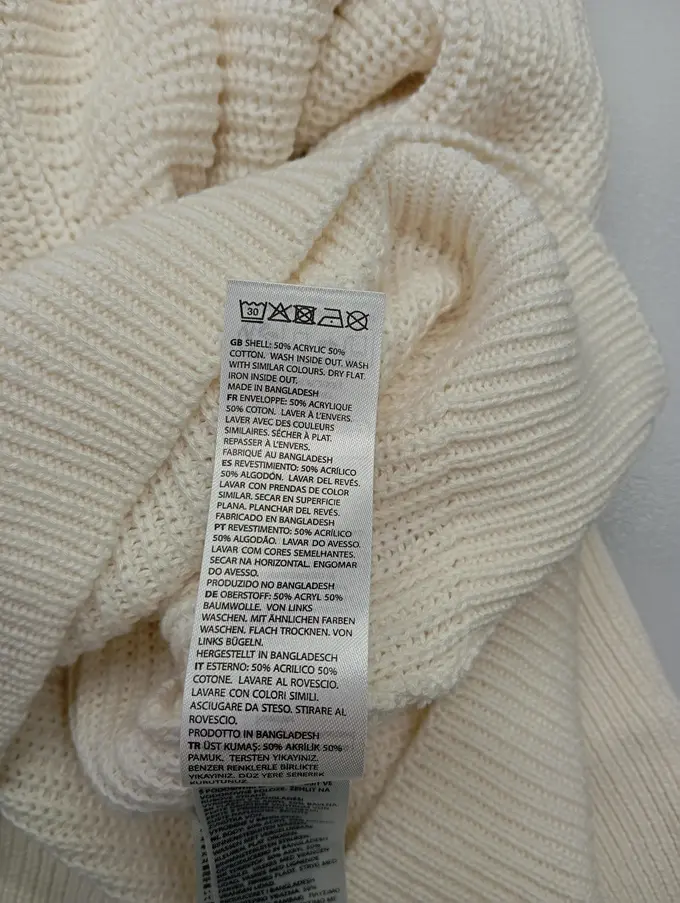 30
GB SHELL: 50% ACRYLIC 50%
COTTON. WASH INSIDE OUT. WASH
WITH SIMILAR COLOURS. DRY FLAT.
IRON INSIDE OUT.
MADE IN BANGLADESH
FR ENVELOPPE: 50% ACRYLIQUE
50% COTON. LAVER À L'ENVERS.
LAVER AVEC DES COULEURS
SIMILAIRES. SÉCHER À PLAT.
REPASSER À L'ENVERS.
FABRIQUÉ AU BANGLADESH
ES REVESTIMIENTO: 50% ACRÍLICO
50% ALGODÓN. LAVAR DEL REVÉS.
LAVAR CON PRENDAS DE COLOR
SIMILAR. SECAR EN SUPERFICIE
PLANA. PLANCHAR DEL REVÉS.
FABRICADO EN BANGLADESH
PT REVESTIMENTO: 50% ACRÍLICO
50% ALGODÃO. LAVAR DO AVESSO.
LAVAR COM CORES SEMELHANTES.
SECAR NA HORIZONTAL. ENGOMAR
DO AVESSO.
PRODUZIDO NO BANGLADESH
DE OBERSTOFF: 50% ACRYL 50%
BAUMWOLLE. VON LINKS
WASCHEN. MIT ÄHNLICHEN FARBEN
WASCHEN. FLACH TROCKNEN. VON
LINKS BÜGELN.
HERGESTELLT IN BANGLADESCH
IT ESTERNO: 50% ACRILICO 50%
COTONE. LAVARE AL ROVESCIO.
LAVARE CON COLORI SIMILI.
ASCIUGARE DA STESO. STIRARE AL
ROVESCIO.
PRODOTTO IN BANGLADESH
TR ÜST KUMAŞ: 50% AKRİLİK 50%
PAMUK. TERSTEN YIKAYINIZ.
BENZER RENKLERLE BİRLİKTE
YIKAYINIZ. DÜZ YERE SEREREK
KURUTUNUZ.